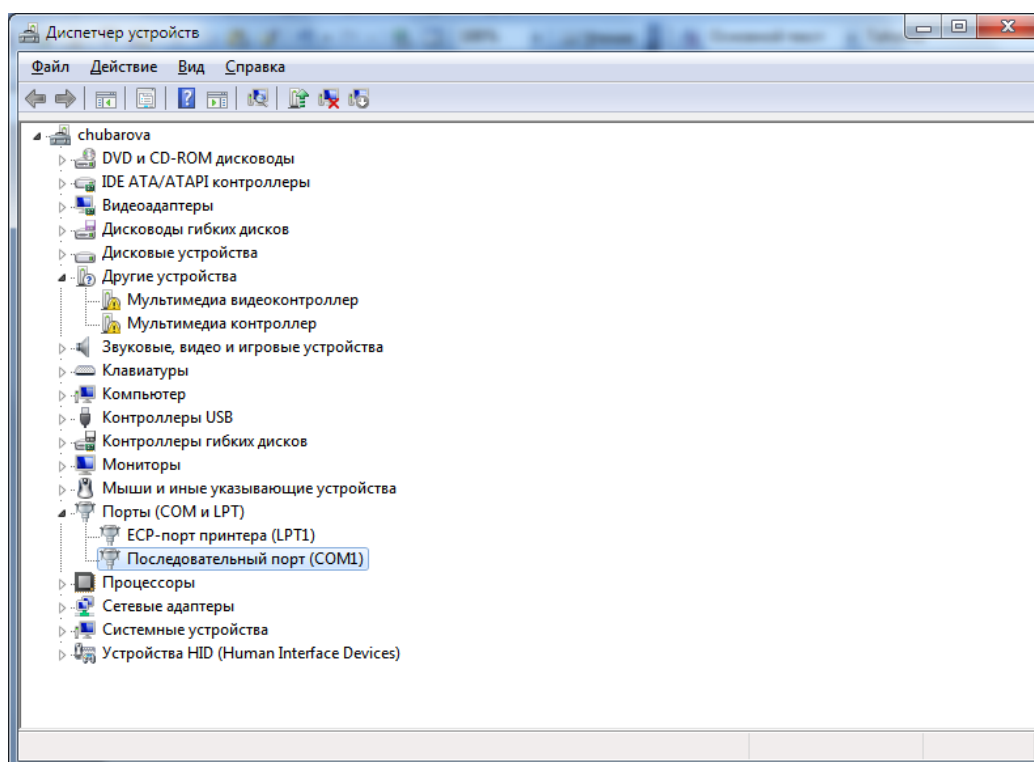 Диспетчер устройств
Файл Действие Вид Справка
chubarova
DVD и CD-ROM дисководы
IDE ATA/ATAPI контроллеры
Видеоадаптеры
Дисководы гибких дисков
Дисковые устройства
Другие устройства
Мультимедиа видеоконтроллер
Мультимедиа контроллер
Звуковые, видео и игровые устройства
Клавиатуры
Компьютер
Контроллеры USB
Контроллеры гибких дисков
Мониторы
Мыши и иные указывающие устройства
Порты (COM и LPT)
ECP-порт принтера (LPT1)
Последовательный порт (COM1)
Процессоры
Сетевые адаптеры
Системные устройства
Устройства HID (Human Interface Devices)